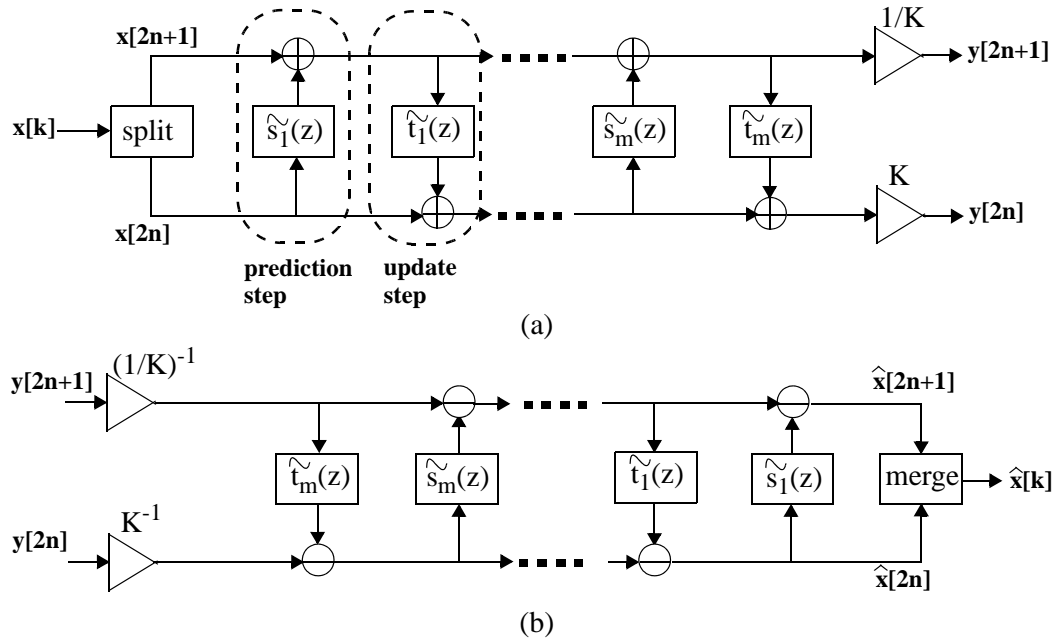 1/K
x[2n+1]
y[2n+1]
x[k]
split
s̃₁(z)
t̃₁(z)
s̃ₘ(z)
t̃ₘ(z)
K
x[2n]
y[2n]
prediction step
update step
(a)
(1/K)⁻¹
y[2n+1]
x̂[2n+1]
t̃ₘ(z)
s̃ₘ(z)
t̃₁(z)
s̃₁(z)
merge
x̂[k]
K⁻¹
y[2n]
x̂[2n]
(b)